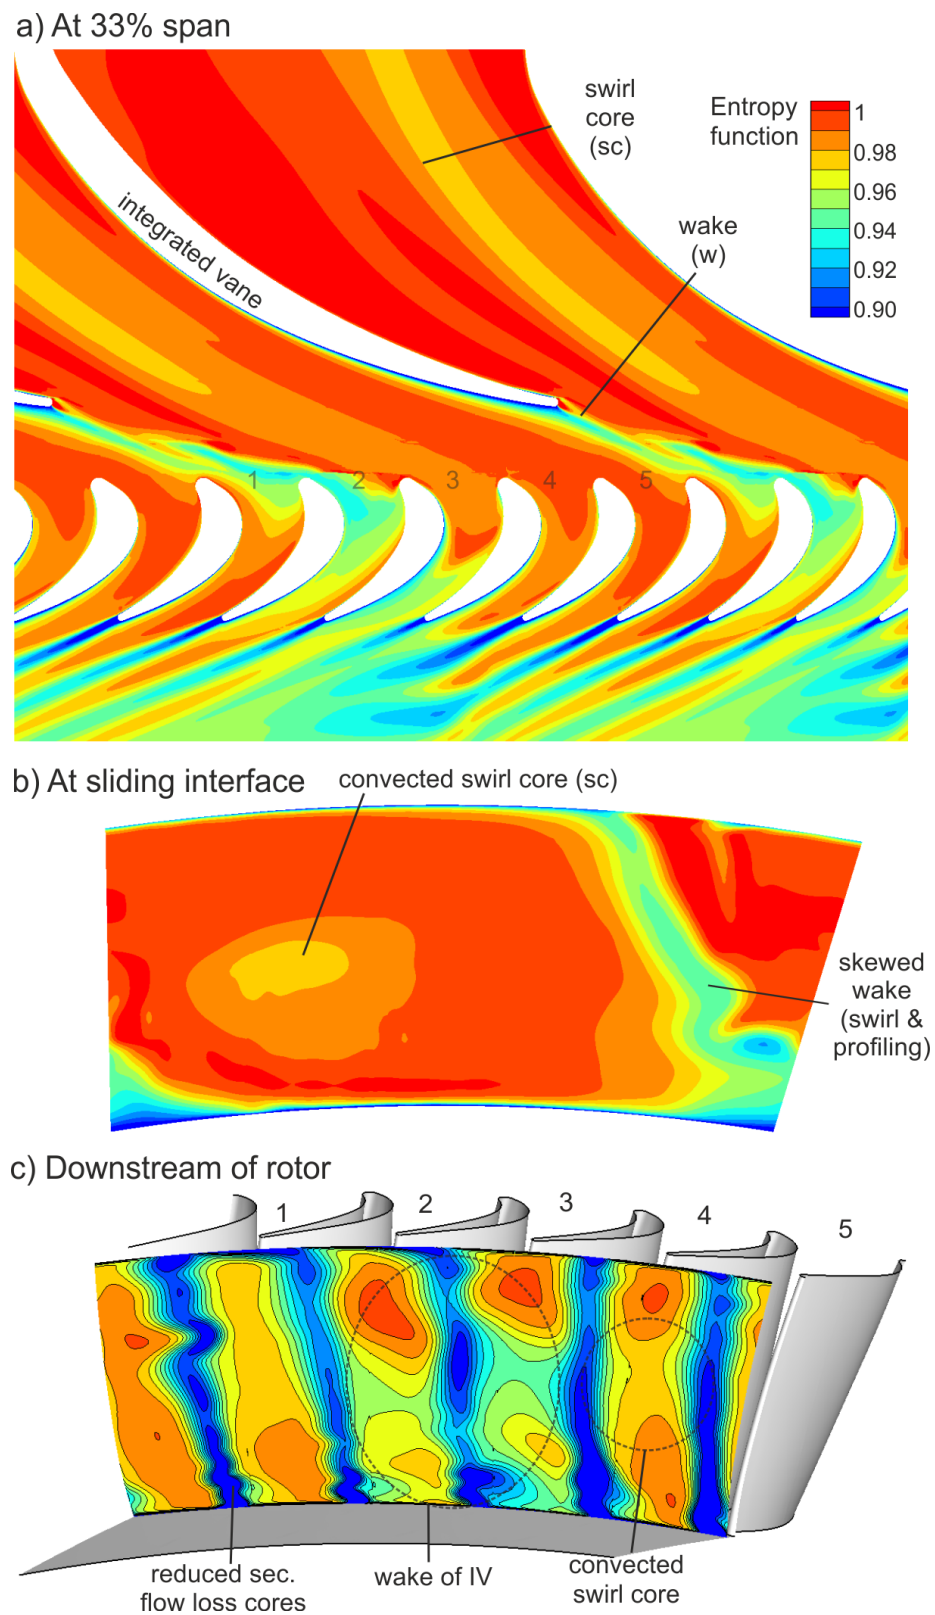 a) At 33% span
swirl
core
(sc)
Entropy
function
1
0.98
0.96
0.94
0.92
0.90
integrated vane
wake
(w)
1 2 3 4 5
b) At sliding interface
convected swirl core (sc)
skewed
wake
(swirl &
profiling)
c) Downstream of rotor
1 2 3 4 5
reduced sec.
flow loss cores
wake of IV
convected
swirl core